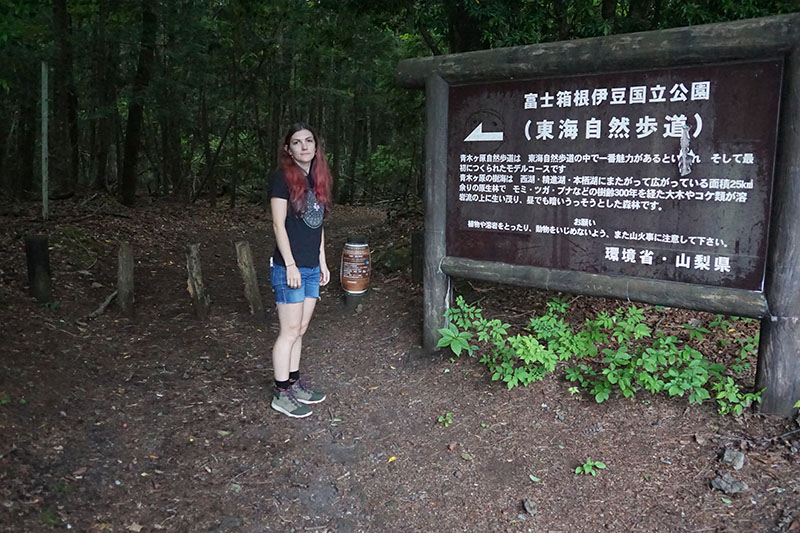 富士箱根伊豆国立公園
(東海自然歩道)
青木ヶ原自然歩道は 東海自然歩道の中で一番魅力があるといわれ そして最
初につくられたモデルコースです
青木ヶ原の樹海は 西湖・精進湖・本栖湖にまたがって広がっている面積25k㎡
余りの原生林で モミ・ツガ・ブナなどの樹齢300年を経た大木やコケ類が溶
岩流の上に生い茂り、昼でも暗いうっそうとした森林です。
お願い
植物や溶岩をとったり、動物をいじめないよう、また山火事に注意して下さい。
環境省・山梨県